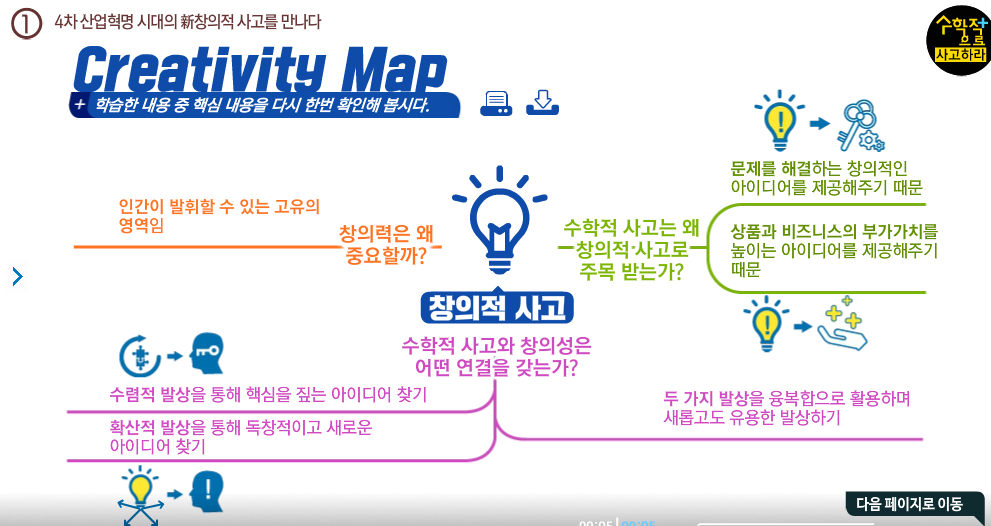 1 4차 산업혁명 시대의 新창의적 사고를 만나다
수학적+
으로
사고하라
Creativity Map
+ 학습한 내용 중 핵심 내용을 다시 한번 확인해 봅시다.
인간이 발휘할 수 있는 고유의
영역임
창의력은 왜
중요할까?
수학적 사고는 왜
창의적 사고로
주목 받는가?
문제를 해결하는 창의적인
아이디어를 제공해주기 때문
상품과 비즈니스의 부가가치를
높이는 아이디어를 제공해주기
때문
창의적 사고
수학적 사고와 창의성은
어떤 연결을 갖는가?
수렴적 발상을 통해 핵심을 짚는 아이디어 찾기
확산적 발상을 통해 독창적이고 새로운
아이디어 찾기
두 가지 발상을 융복합으로 활용하며
새롭고도 유용한 발상하기
다음 페이지로 이동
00:05 | 00:05